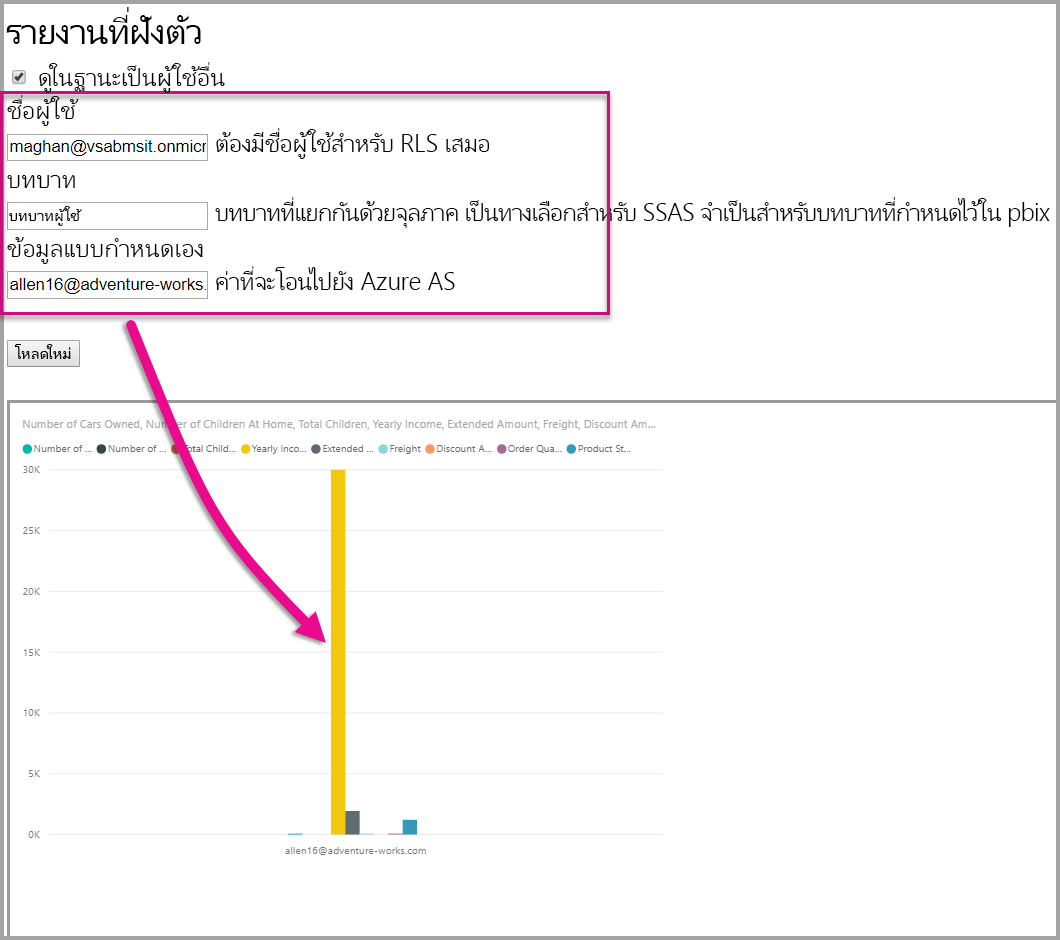 รายงานที่ฝังตัว
ดูในฐานะเป็นผู้ใช้อื่น
ชื่อผู้ใช้
maghan@vsabmsit.onmicr ต้องมีชื่อผู้ใช้สำหรับ RLS เสมอ
บทบาท
บทบาทผู้ใช้ บทบาทที่แยกกันด้วยจุลภาค เป็นทางเลือกสำหรับ SSAS จำเป็นสำหรับบทบาทที่กำหนดไว้ใน pbix
ข้อมูลแบบกำหนดเอง
allen16@adventure-works. ค่าที่จะโอนไปยัง Azure AS
โหลดใหม่
Number of Cars Owned, Number of Children At Home, Total Children, Yearly Income, Extended Amount, Freight, Discount Am...
Number of ... Number of ... Total Child... Yearly Inco... Extended ... Freight Discount A... Order Qua... Product St...
30K
25K
20K
15K
10K
5K
0K
allen16@adventure-works.com